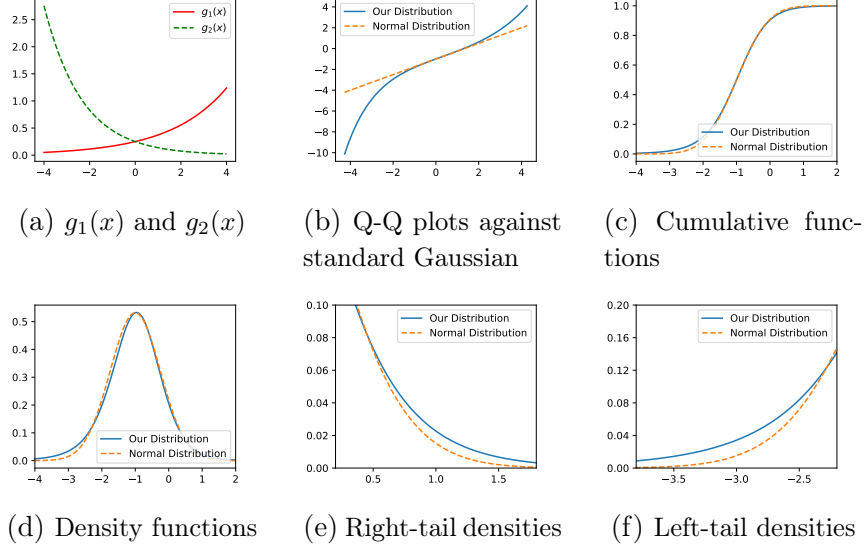 2.5
2.0
1.5
1.0
0.5
0.0
−4 −2 0 2 4
g₁(x)
g₂(x)
4
2
0
−2
−4
−6
−8
−10
−4 −2 0 2 4
Our Distribution
Normal Distribution
1.0
0.8
0.6
0.4
0.2
0.0
−4 −3 −2 −1 0 1 2
Our Distribution
Normal Distribution
(a) g₁(x) and g₂(x)
(b) Q-Q plots against
standard Gaussian
(c) Cumulative func-
tions
0.5
0.4
0.3
0.2
0.1
0.0
−4 −3 −2 −1 0 1 2
Our Distribution
Normal Distribution
0.10
0.08
0.06
0.04
0.02
0.00
0.5 1.0 1.5
Our Distribution
Normal Distribution
0.20
0.16
0.12
0.08
0.04
0.00
−3.5 −3.0 −2.5
Our Distribution
Normal Distribution
(d) Density functions
(e) Right-tail densities
(f) Left-tail densities